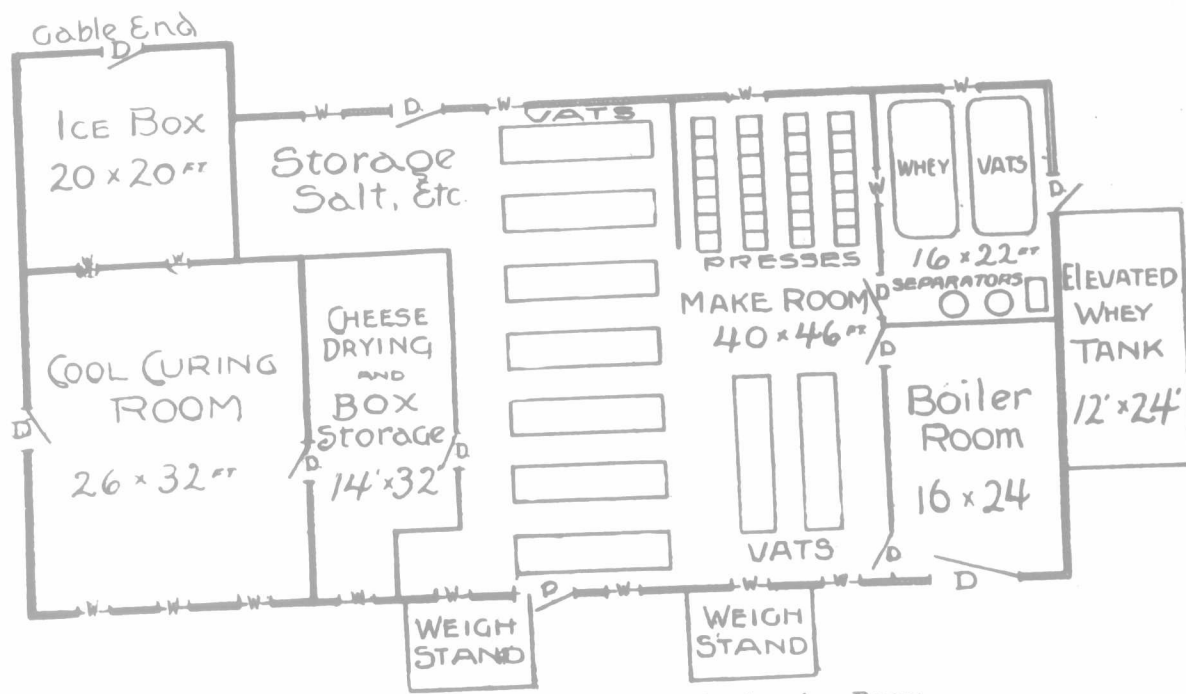 Gable End
D
ICE BOX
20 x 20 FT
W
D.
W
VATS
W
W
Storage
Salt, Etc.
WHEY
VATS
W
D.
PRESSES
16 x 22 FT
SEPARATORS
MAKE ROOM
40 x 46 FT
D
D
ELEVATED
WHEY
TANK
12' x 24'
W
W
COOL CURING
ROOM
26 x 32 FT
D
D.
CHEESE
DRYING
AND
BOX
Storage
14' x 32'
D.
Boiler
Room
16 x 24
VATS
D
D
W
W
W
W
W
D
W
W
W
WEIGH
STAND
WEIGH
STAND